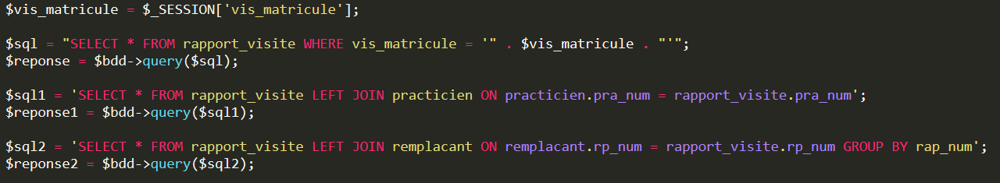 $vis_matricule = $_SESSION['vis_matricule'];
$sql = "SELECT * FROM rapport_visite WHERE vis_matricule = '" . $vis_matricule . "'";
$reponse = $bdd->query($sql);
$sql1 = 'SELECT * FROM rapport_visite LEFT JOIN practicien ON practicien.pra_num = rapport_visite.pra_num';
$reponse1 = $bdd->query($sql1);
$sql2 = 'SELECT * FROM rapport_visite LEFT JOIN remplacant ON remplacant.rp_num = rapport_visite.rp_num GROUP BY rap_num';
$reponse2 = $bdd->query($sql2);